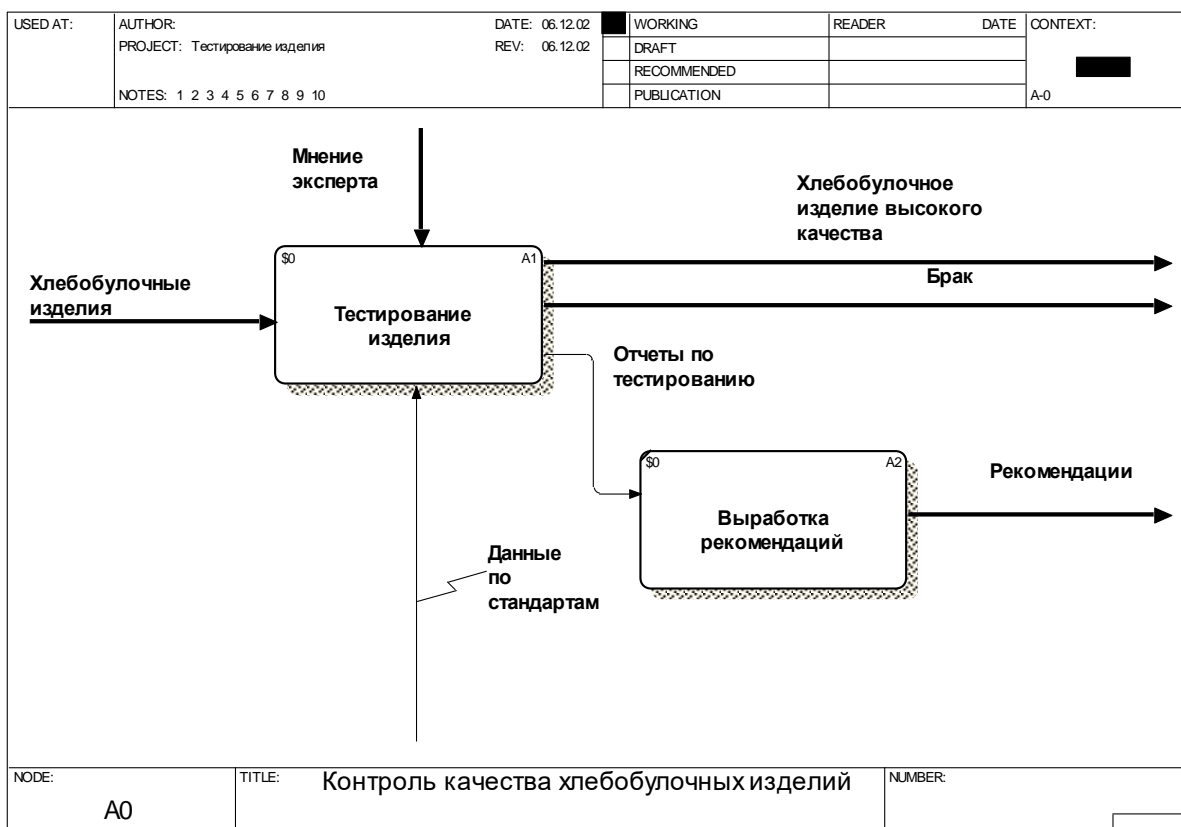 USED AT:
AUTHOR:
DATE: 06.12.02
PROJECT: Тестирование изделия
REV: 06.12.02
NOTES: 1 2 3 4 5 6 7 8 9 10
WORKING
DRAFT
RECOMMENDED
PUBLICATION
READER
DATE
CONTEXT:
A-0
Мнение
эксперта
Хлебобулочное
изделие высокого
качества
Брак
Хлебобулочные
изделия
$0
A1
Тестирование
изделия
Отчеты по
тестированию
$0
A2
Выработка
рекомендаций
Рекомендации
Данные
по
стандартам
NODE:
A0
TITLE:
Контроль качества хлебобулочных изделий
NUMBER: